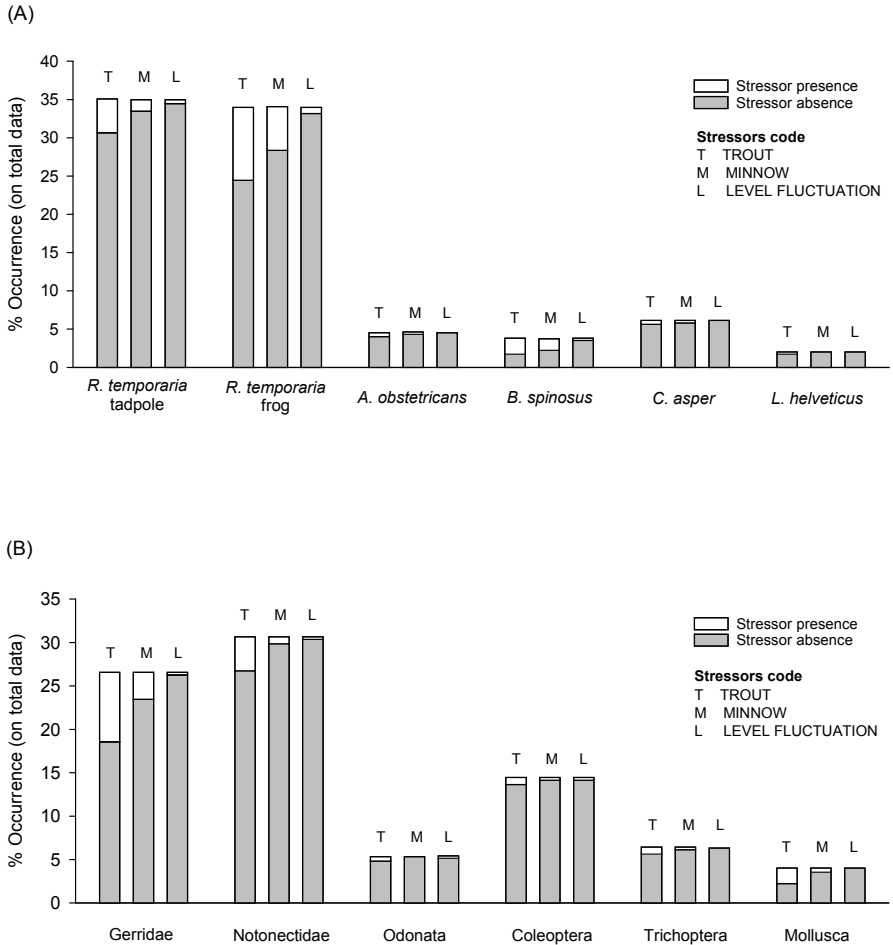 (A)
% Occurrence (on total data)
40
35
30
25
20
15
10
5
0
T M L
T M L
T M L
T M L
T M L
T M L
Stressor presence
Stressor absence
Stressors code
T TROUT
M MINNOW
L LEVEL FLUCTUATION
R. temporaria
tadpole
R. temporaria
frog
A. obstetricans
B. spinosus
C. asper
L. helveticus
(B)
% Occurrence (on total data)
35
30
25
20
15
10
5
0
T M L
T M L
T M L
T M L
T M L
T M L
Stressor presence
Stressor absence
Stressors code
T TROUT
M MINNOW
L LEVEL FLUCTUATION
Gerridae
Notonectidae
Odonata
Coleoptera
Trichoptera
Mollusca